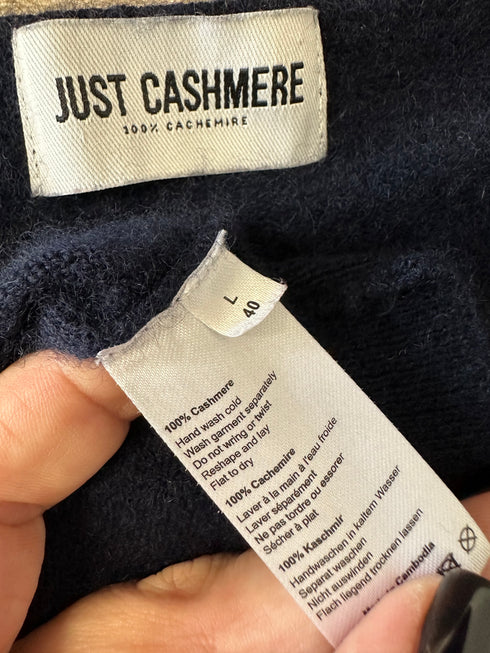 JUST CASHMERE
100% CACHEMIRE
L
40
100% Cashmere
Hand wash cold
Wash garment separately
Do not wring or twist
Reshape and lay
Flat to dry
100% Cachemire
Laver à la main à l'eau froide
Laver séparément
Ne pas tordre ou essorer
Sécher à plat
100% Kaschmir
Handwaschen in kaltem Wasser
Separat waschen
Nicht auswinden
Flach liegend trocknen lassen
Made in Cambodia